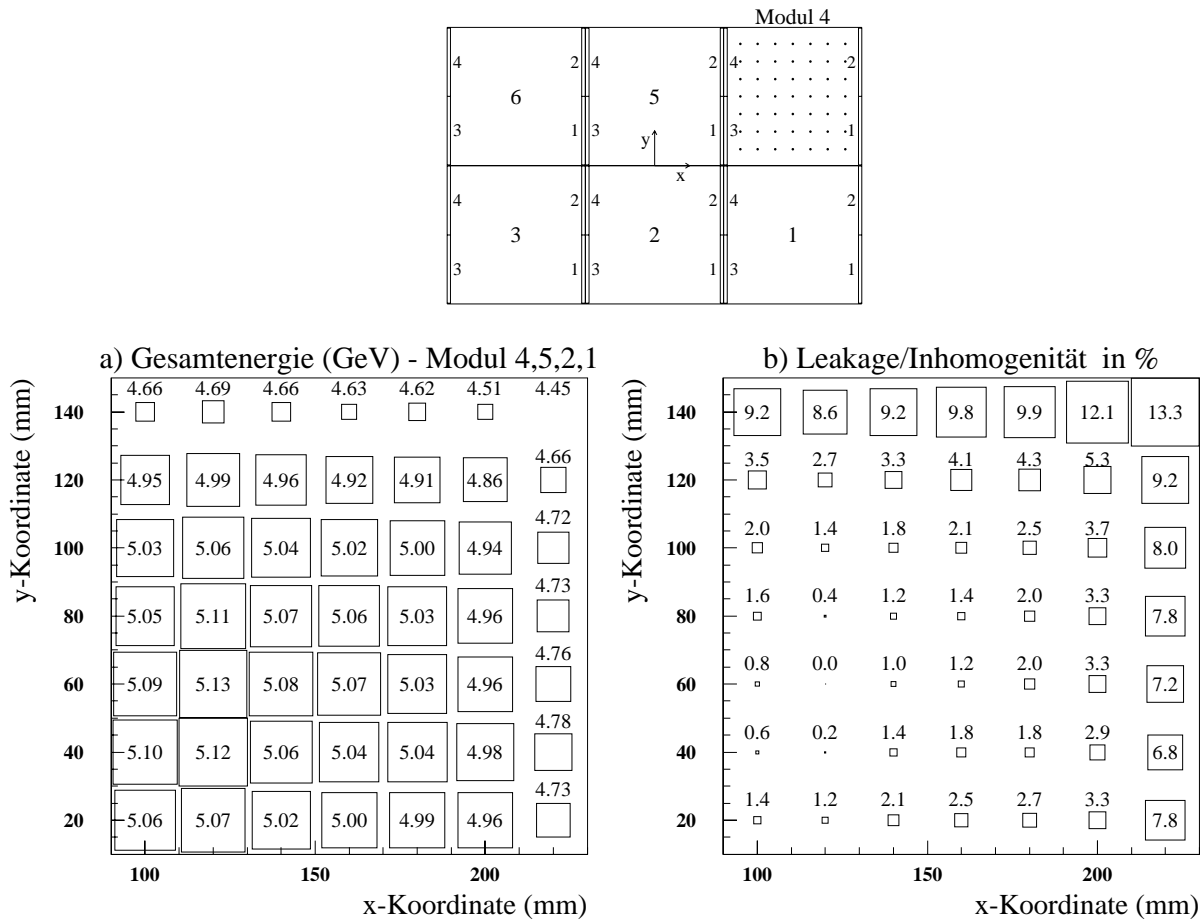 Modul 4
4 2 4 2 4 2
6 5
3 1 3 1 3 1
y
x
4 2 4 2 4 2
3 2 1
3 1 3 1 3 1
a) Gesamtenergie (GeV) - Modul 4,5,2,1
y-Koordinate (mm)
4.66 4.69 4.66 4.63 4.62 4.51 4.45
140
4.66
120 4.95 4.99 4.96 4.92 4.91 4.86
4.72
100 5.03 5.06 5.04 5.02 5.00 4.94
4.73
80 5.05 5.11 5.07 5.06 5.03 4.96
4.76
60 5.09 5.13 5.08 5.07 5.03 4.96
4.78
40 5.10 5.12 5.06 5.04 5.04 4.98
4.73
20 5.06 5.07 5.02 5.00 4.99 4.96
100 150 200
x-Koordinate (mm)
b) Leakage/Inhomogenität in %
y-Koordinate (mm)
140 9.2 8.6 9.2 9.8 9.9 12.1 13.3
3.5 2.7 3.3 4.1 4.3 5.3
120 9.2
2.0 1.4 1.8 2.1 2.5 3.7
100 8.0
1.6 0.4 1.2 1.4 2.0 3.3
80 7.8
0.8 0.0 1.0 1.2 2.0 3.3
60 7.2
0.6 0.2 1.4 1.8 1.8 2.9
40 6.8
1.4 1.2 2.1 2.5 2.7 3.3
20 7.8
100 150 200
x-Koordinate (mm)